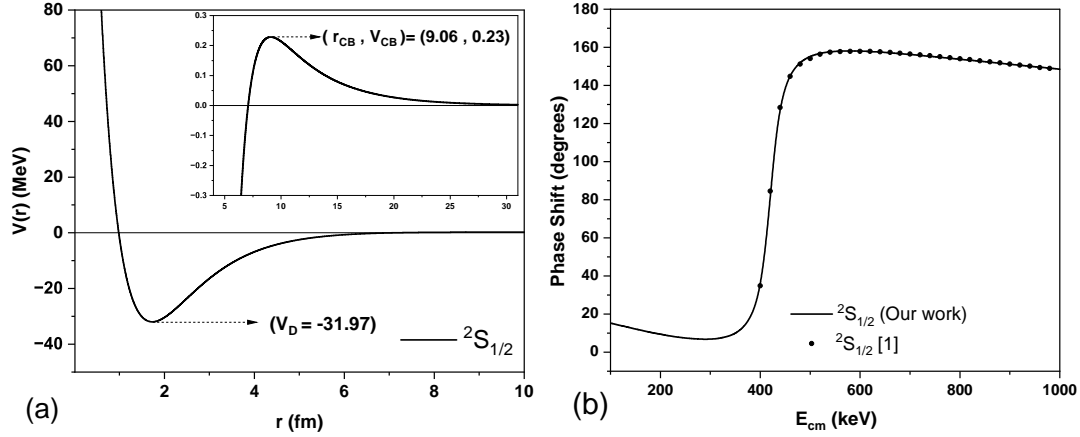 80
60
40
20
0
−20
−40
V(r) (MeV)
0.3
0.2
0.1
0.0
−0.1
−0.2
−0.3
( r_CB , V_CB)= (9.06 , 0.23)
5 10 15 20 25 30
(V_D = -31.97)
²S_1/2
2 4 6 8 10
(a)
r (fm)
200
180
160
140
120
100
80
60
40
20
0
Phase Shift (degrees)
²S_1/2 (Our work)
²S_1/2 [1]
200 400 600 800 1000
(b)
E_cm (keV)